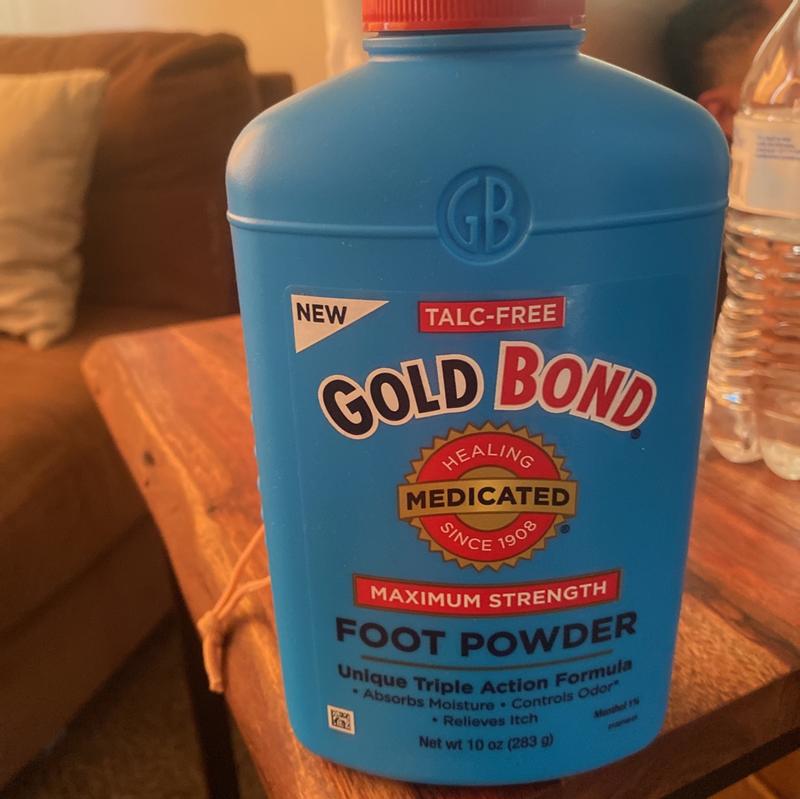 GB
NEW
TALC-FREE
GOLD BOND®
HEALING
MEDICATED
SINCE 1908
®
MAXIMUM STRENGTH
FOOT POWDER
Unique Triple Action Formula
• Absorbs Moisture • Controls Odor*
• Relieves Itch
Menthol 1%
Net wt 10 oz (283 g)